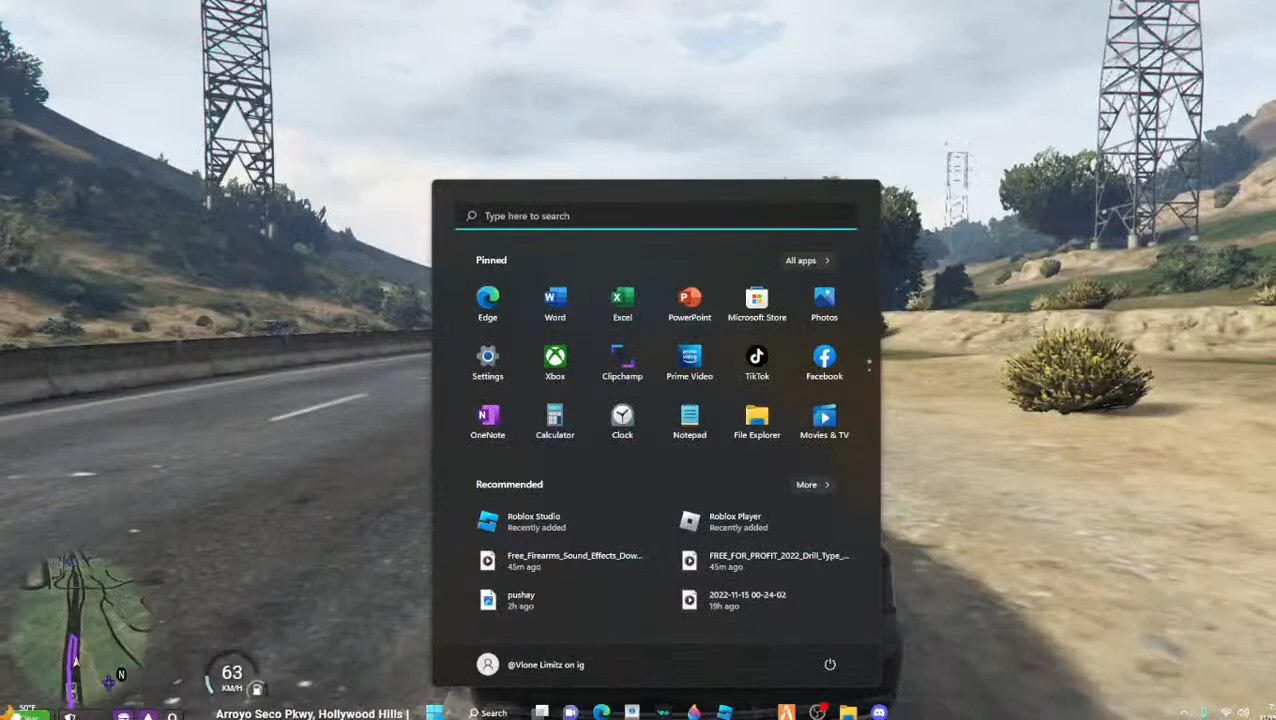 Type here to search
Pinned
All apps >
Edge
Word
Excel
PowerPoint
Microsoft Store
Photos
Settings
Xbox
Clipchamp
Prime Video
TikTok
Facebook
OneNote
Calculator
Clock
Notepad
File Explorer
Movies & TV
Recommended
More >
Roblox Studio
Recently added
Roblox Player
Recently added
Free_Firearms_Sound_Effects_Dow...
45m ago
FREE_FOR_PROFIT_2022_Drill_Type_...
45m ago
pushay
2h ago
2022-11-15 00-24-02
19h ago
@Vlone Limitz on ig
N
63
KM/H
Arroyo Seco Pkwy, Hollywood Hills |
50°F
Clear
Search